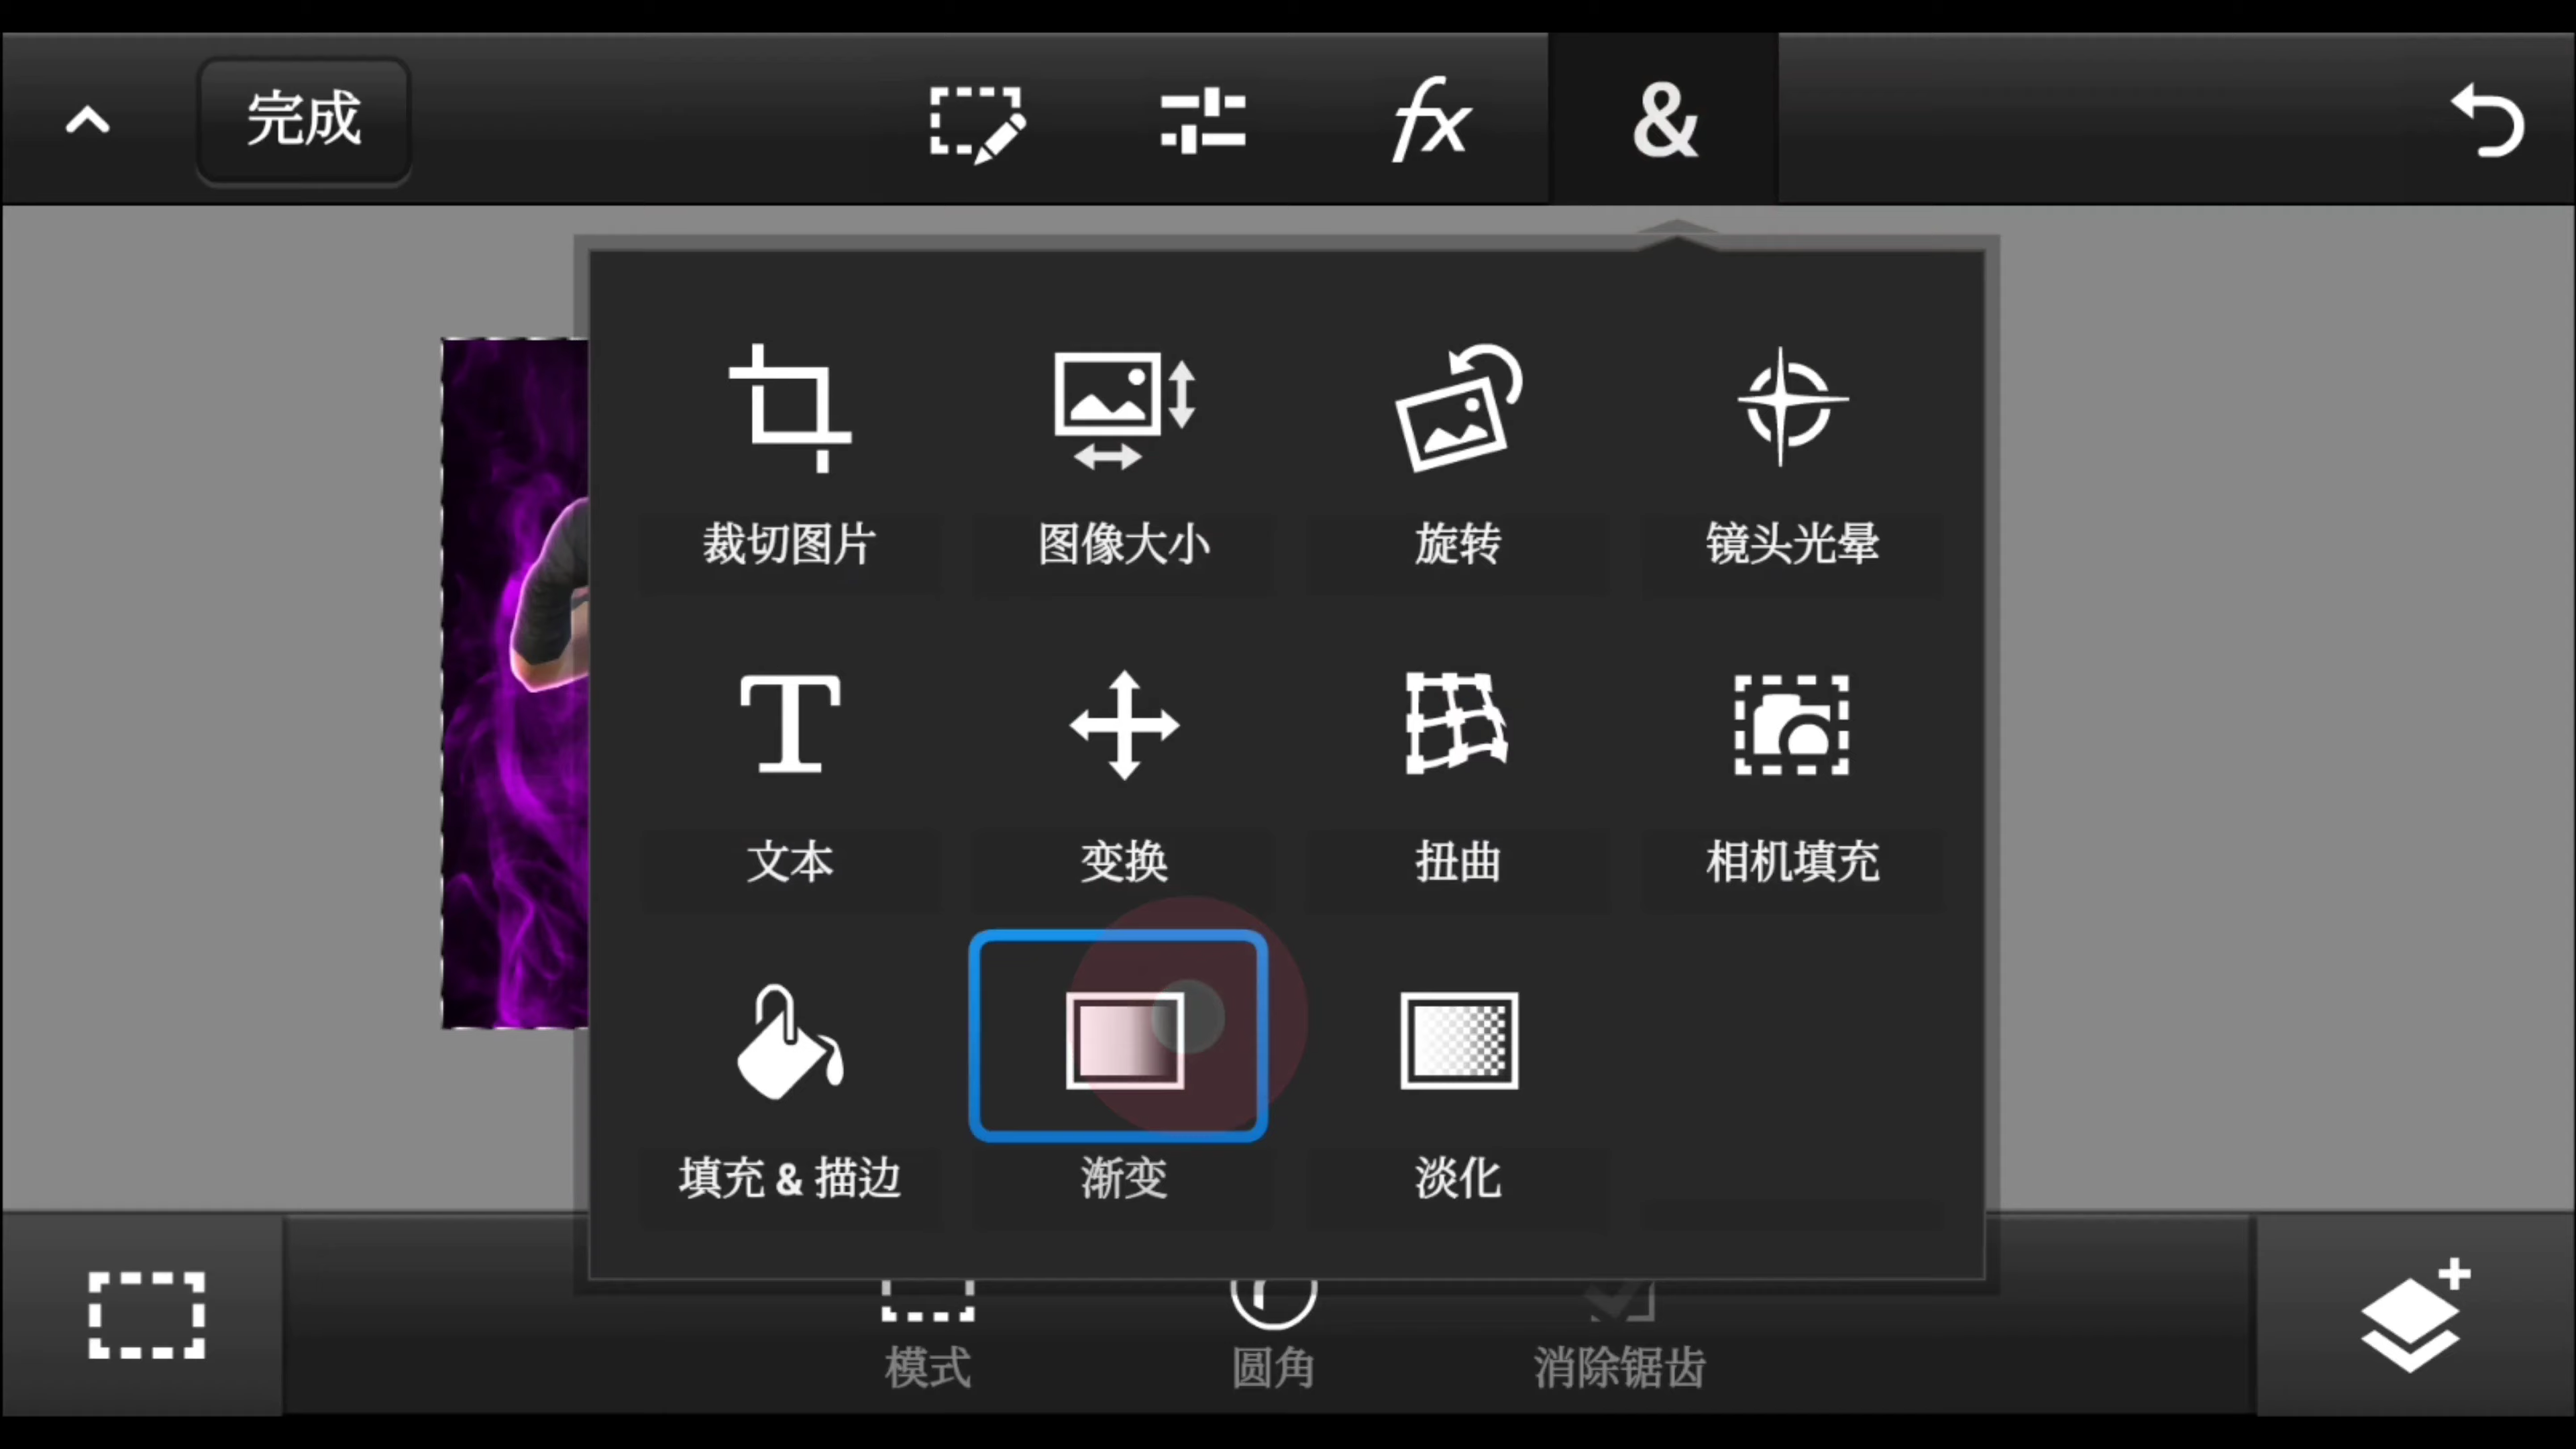 完成
fx
&
裁切图片
图像大小
旋转
镜头光晕
T
文本
变换
扭曲
相机填充
填充 & 描边
渐变
淡化
模式
圆角
消除锯齿